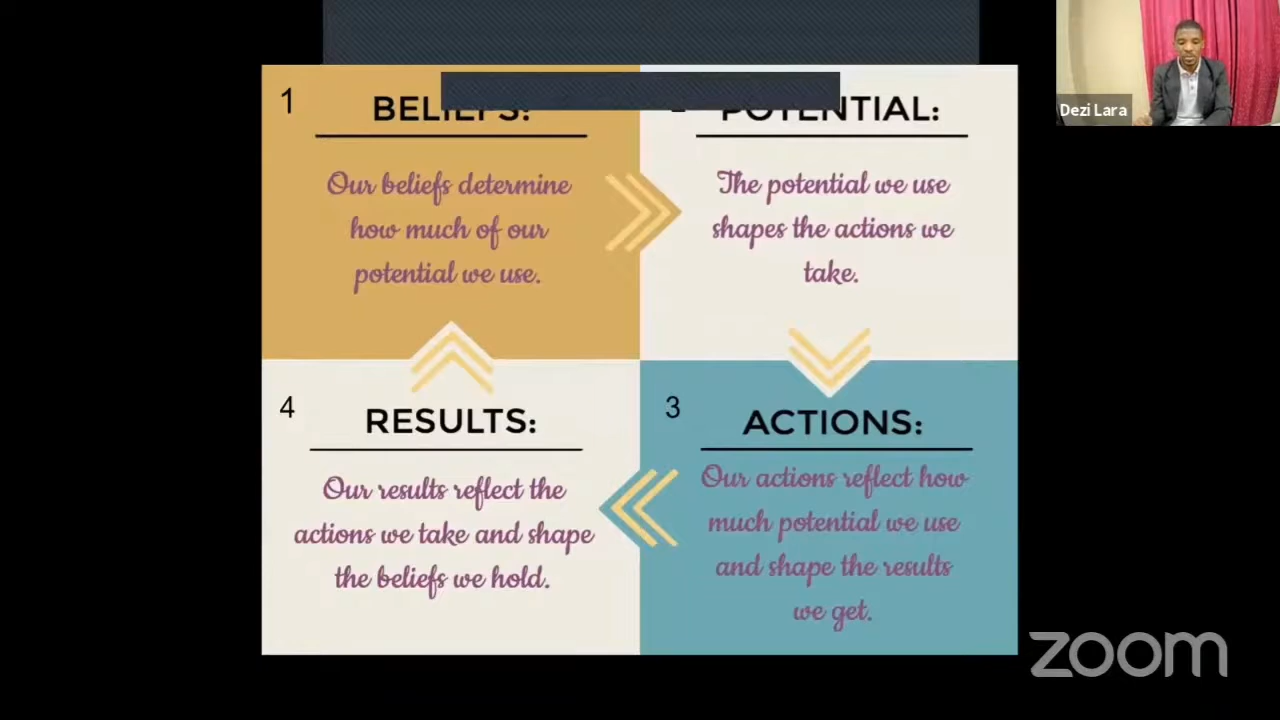 1
BELIEFS:
Our beliefs determine
how much of our
potential we use.
POTENTIAL:
The potential we use
shapes the actions we
take.
3
ACTIONS:
Our actions reflect how
much potential we use
and shape the results
we get.
4
RESULTS:
Our results reflect the
actions we take and shape
the beliefs we hold.
Dezi Lara
zoom